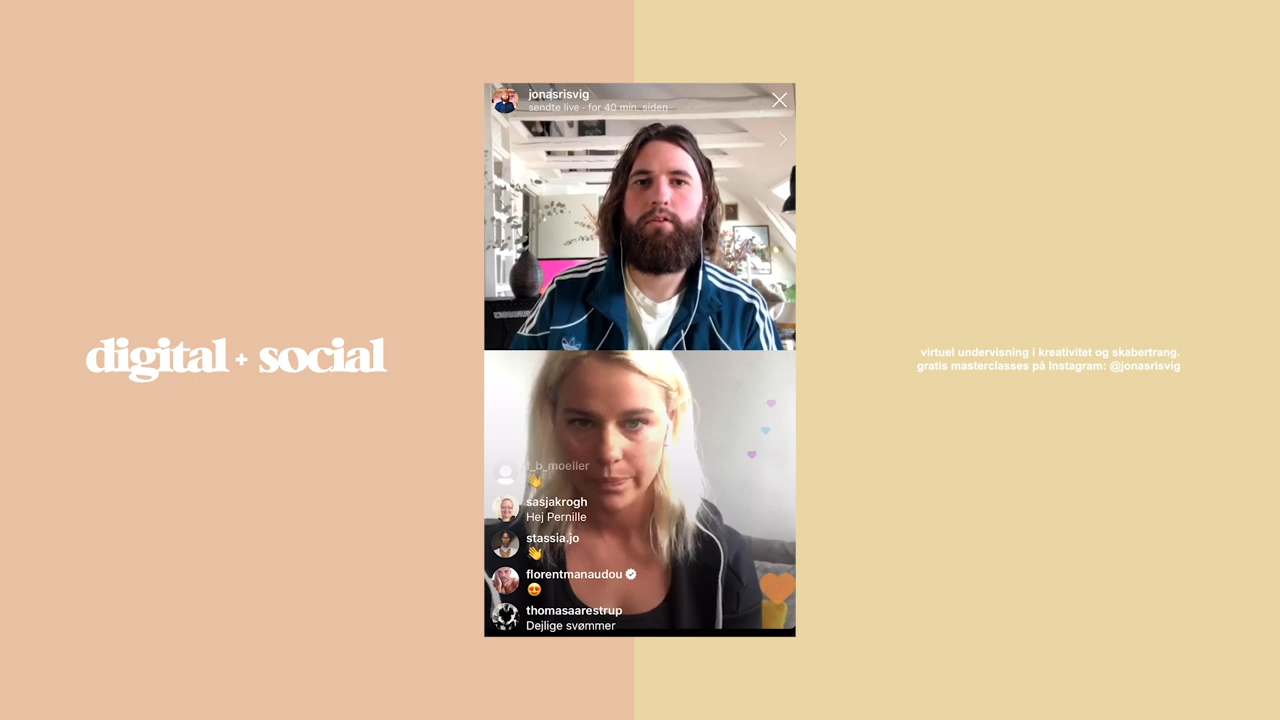 digital + social
jonasrisvig
sendte live · for 40 min. siden
f_b_moeller
👋
sasjakrogh
Hej Pernille
stassia.jo
👋
florentmanaudou
😍
thomasaarestrup
Dejlige svømmer
virtuel undervisning i kreativitet og skabertrang.
gratis masterclasses på Instagram: @jonasrisvig